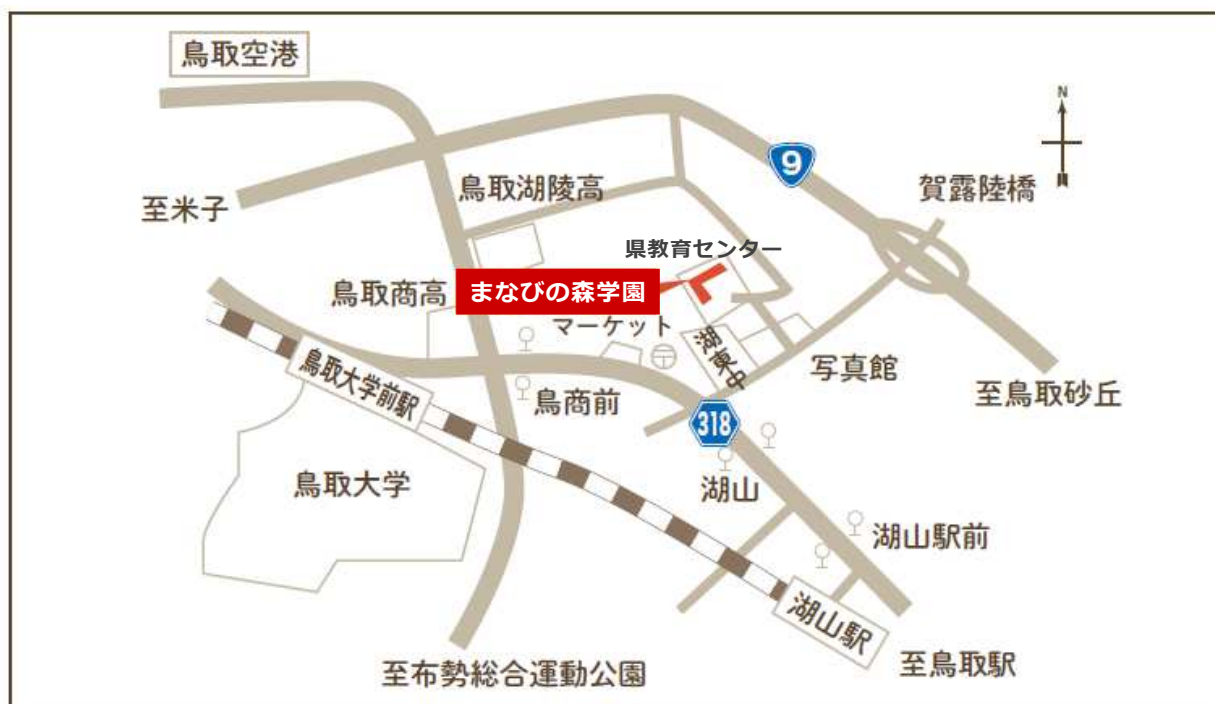 鳥取空港
N
9
賀露陸橋
至米子
鳥取湖陵高
県教育センター
鳥取商高
まなびの森学園
マーケット
湖東中
写真館
至鳥取砂丘
鳥取大学前駅
鳥商前
318
鳥取大学
湖山
湖山駅前
湖山駅
至鳥取駅
至布勢総合運動公園